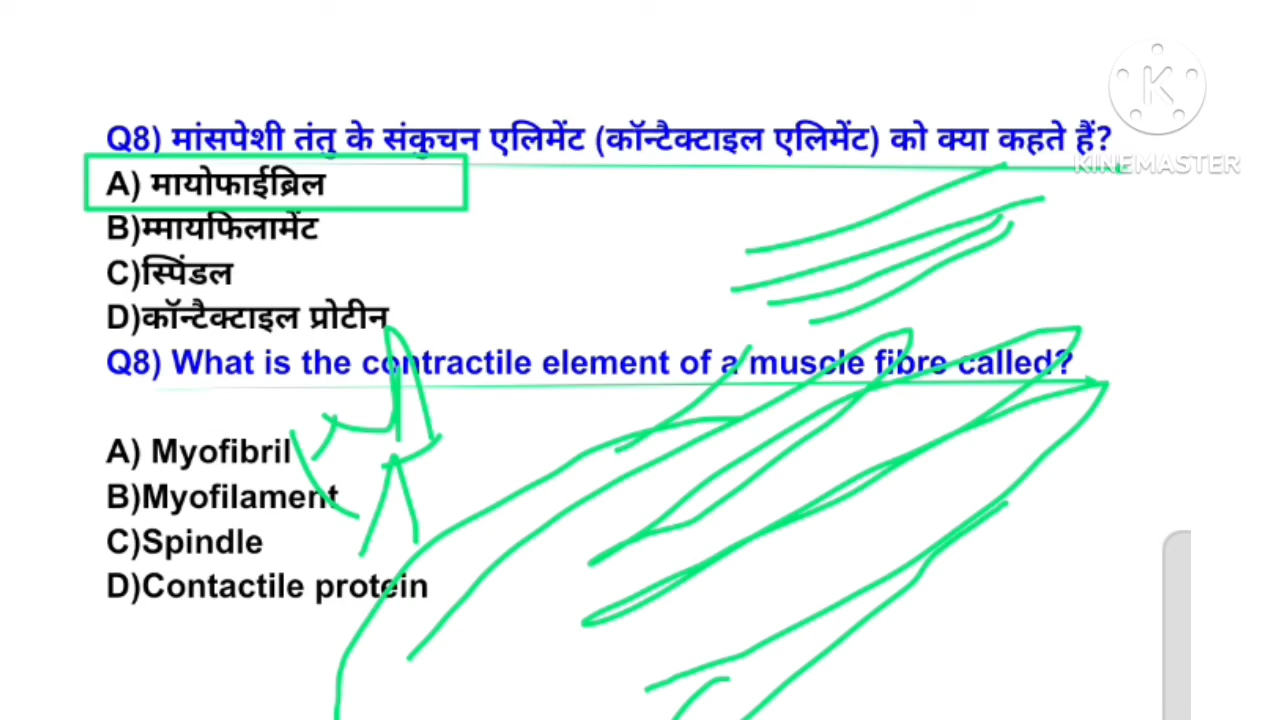 Q8) मांसपेशी तंतु के संकुचन एलिमेंट (कॉन्टैक्टाइल एलिमेंट) को क्या कहते हैं?
KINEMASTER
A) मायोफाईब्रिल
B)म्मायफिलामेंट
C)स्पिंडल
D)कॉन्टैक्टाइल प्रोटीन
Q8) What is the contractile element of a muscle fibre called?
A) Myofibril
B)Myofilament
C)Spindle
D)Contactile protein